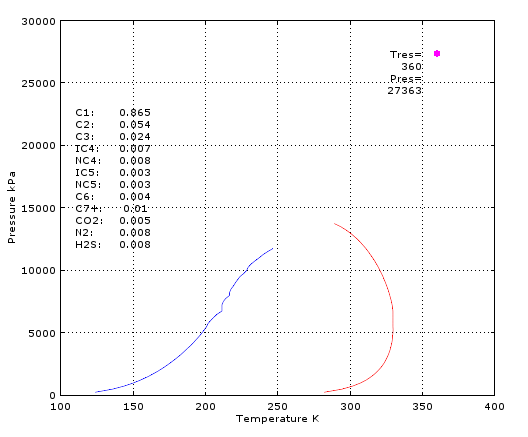 30000
25000
20000
15000
10000
5000
0
Pressure kPa
Tres=
360
Pres=
27363
C1: 0.865
C2: 0.054
C3: 0.024
IC4: 0.007
NC4: 0.008
IC5: 0.003
NC5: 0.003
C6: 0.004
C7+: 0.01
CO2: 0.005
N2: 0.008
H2S: 0.008
100 150 200 250 300 350 400
Temperature K